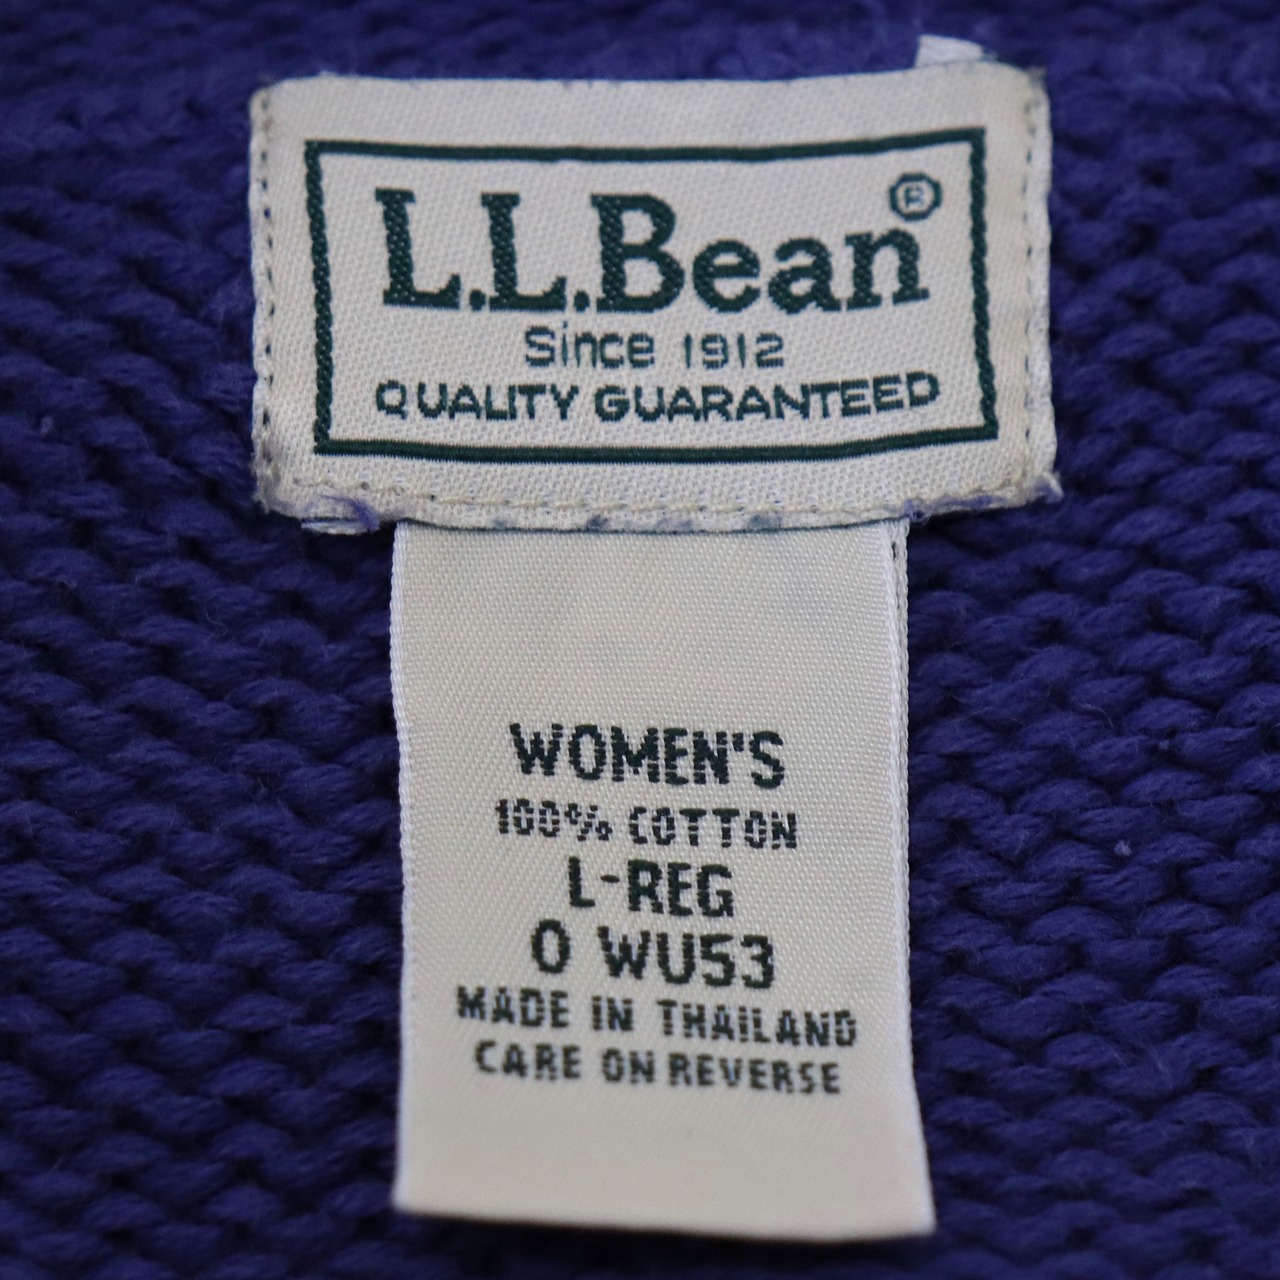 L.L.Bean®
Since 1912
QUALITY GUARANTEED
WOMEN'S
100% COTTON
L-REG
0 WU53
MADE IN THAILAND
CARE ON REVERSE